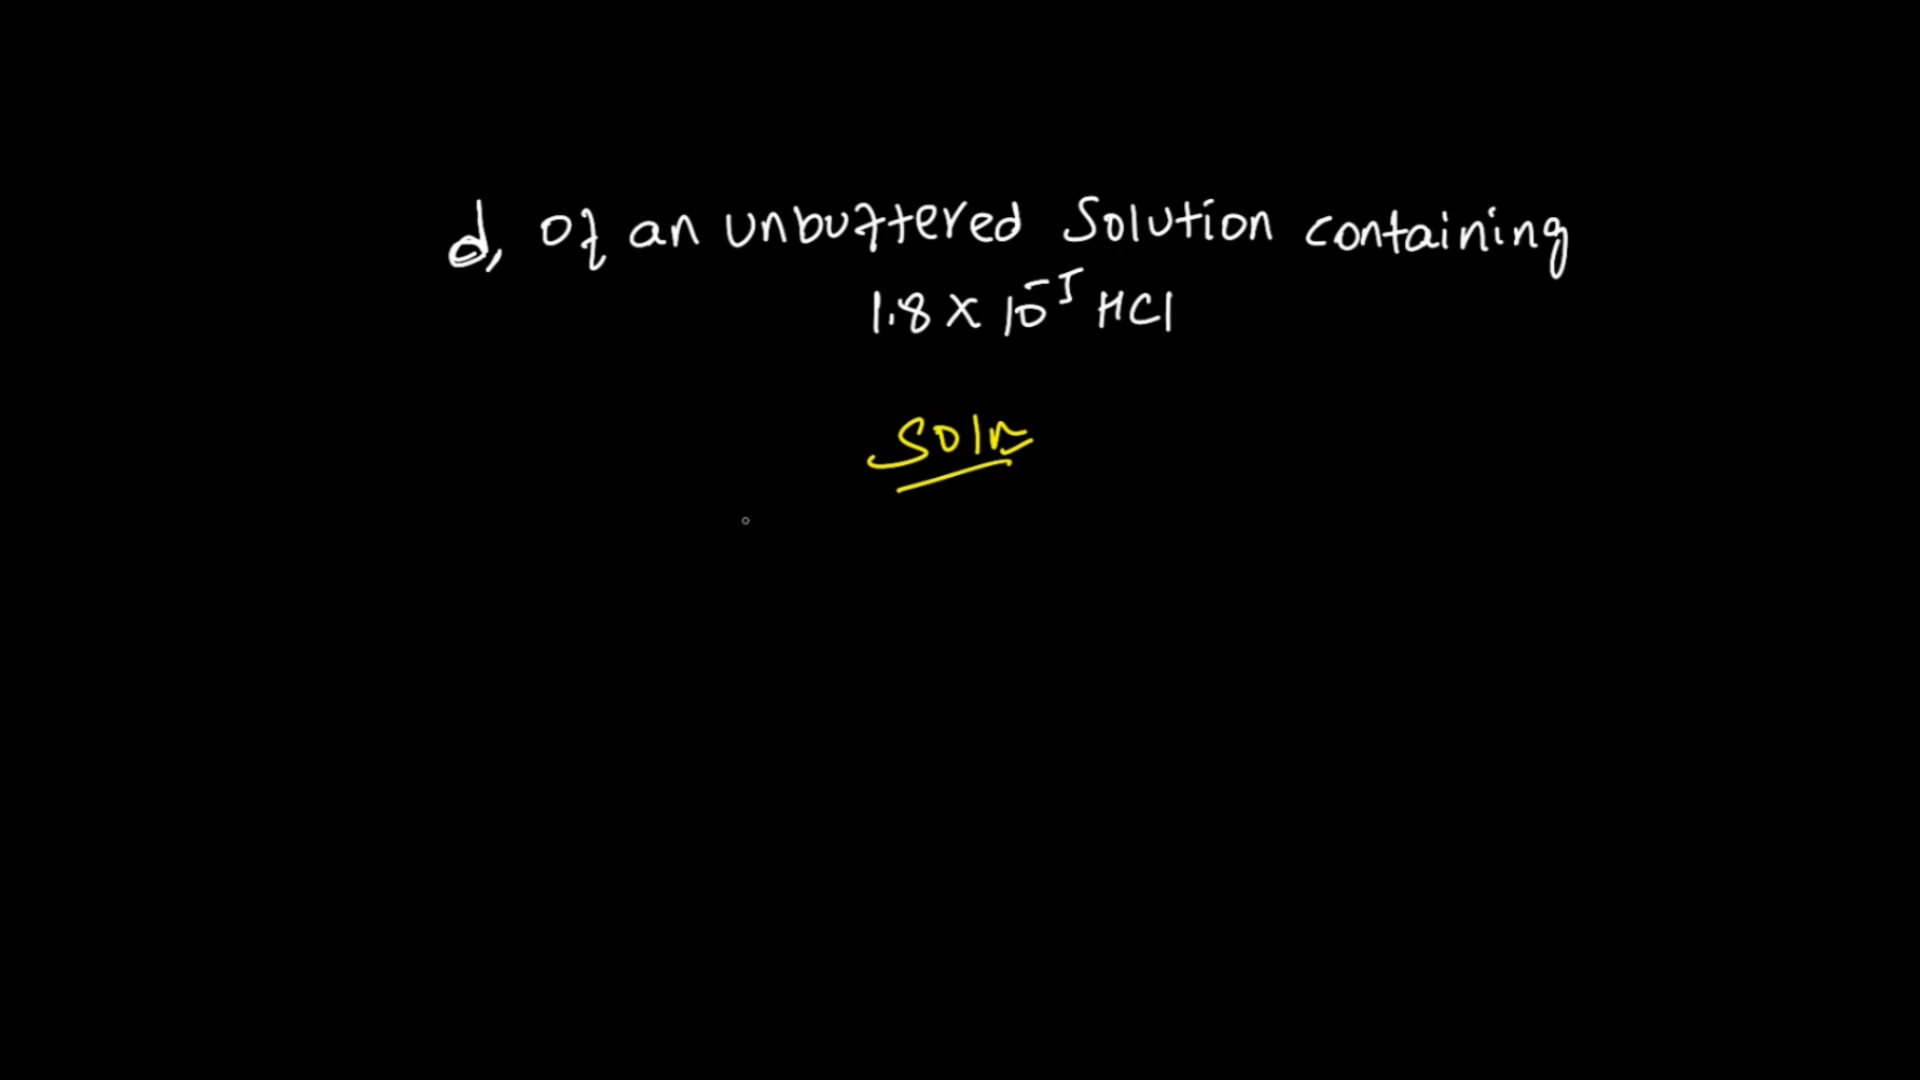 d, Of an unbuffered Solution containing
1.8 X 10⁻⁵ HCl
Soln